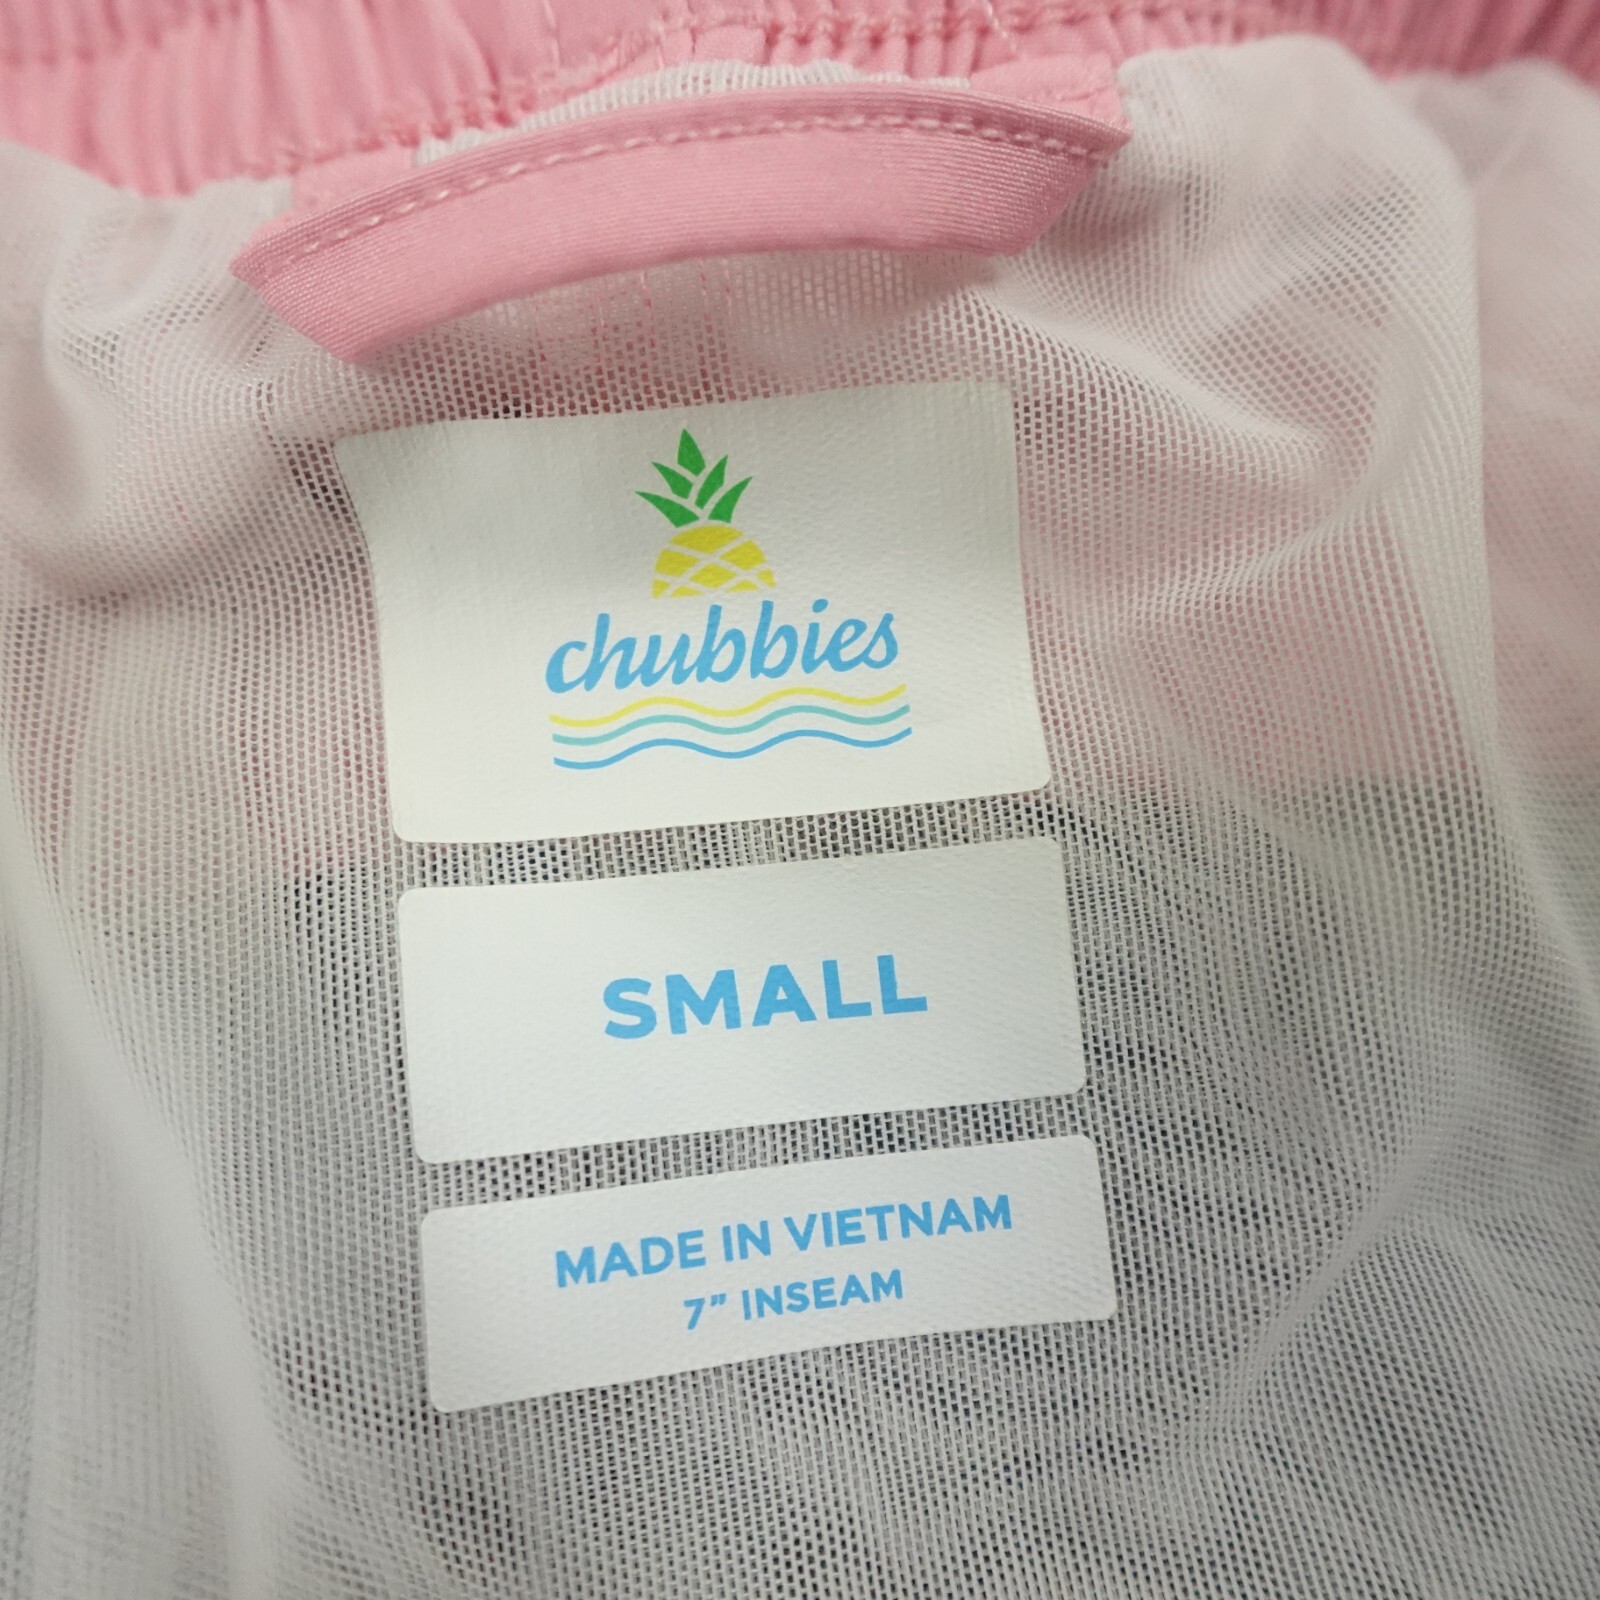 chubbies
SMALL
MADE IN VIETNAM
7” INSEAM